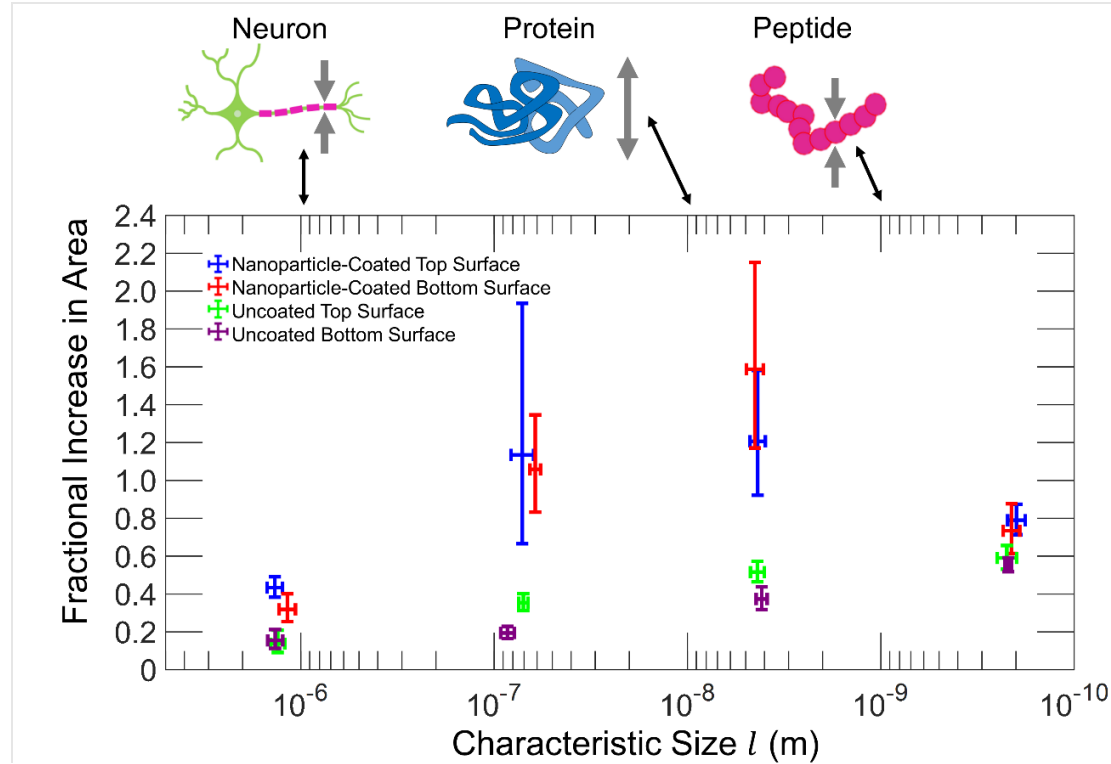 Neuron Protein Peptide
2.4
2.2
2.0
1.8
1.6
1.4
1.2
1.0
0.8
0.6
0.4
0.2
0
Fractional Increase in Area
Nanoparticle-Coated Top Surface
Nanoparticle-Coated Bottom Surface
Uncoated Top Surface
Uncoated Bottom Surface
10⁻⁶ 10⁻⁷ 10⁻⁸ 10⁻⁹ 10⁻¹⁰
Characteristic Size l (m)